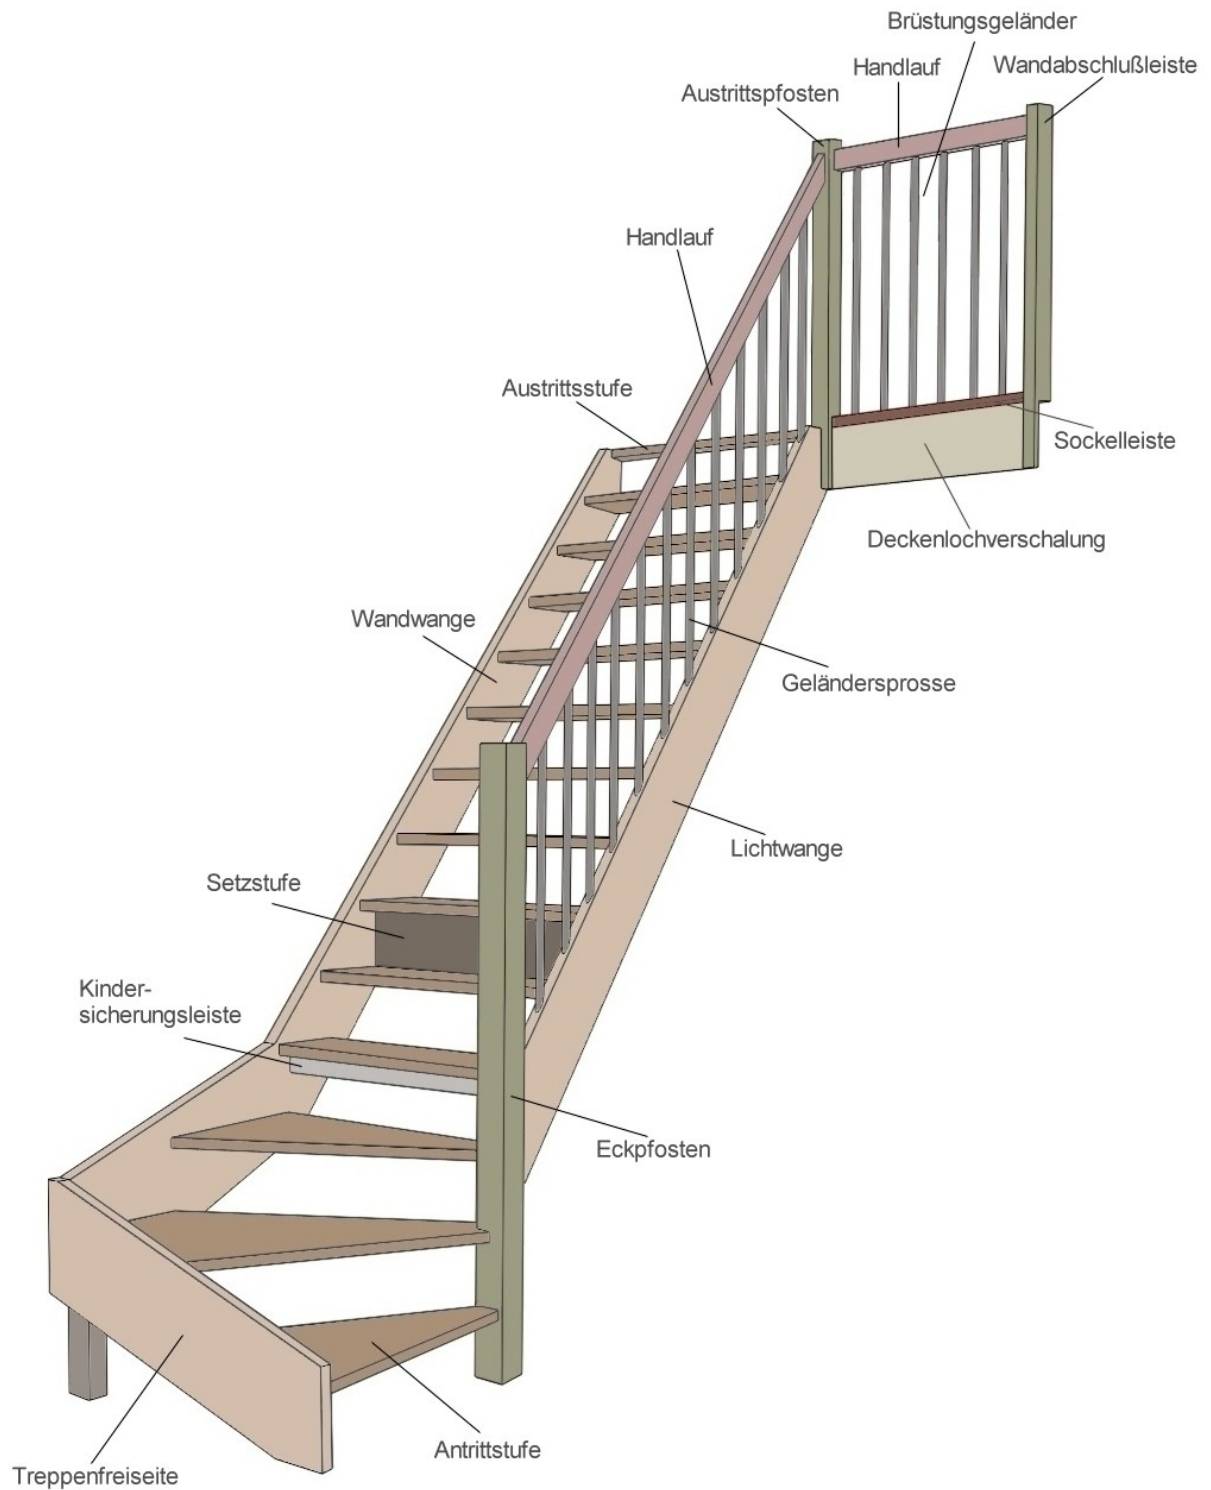 Brüstungsgeländer
Handlauf
Wandabschlußleiste
Austrittspfosten
Handlauf
Austrittsstufe
Sockelleiste
Deckenlochverschalung
Wandwange
Geländersprosse
Lichtwange
Setzstufe
Kinder-
sicherungsleiste
Eckpfosten
Antrittstufe
Treppenfreiseite